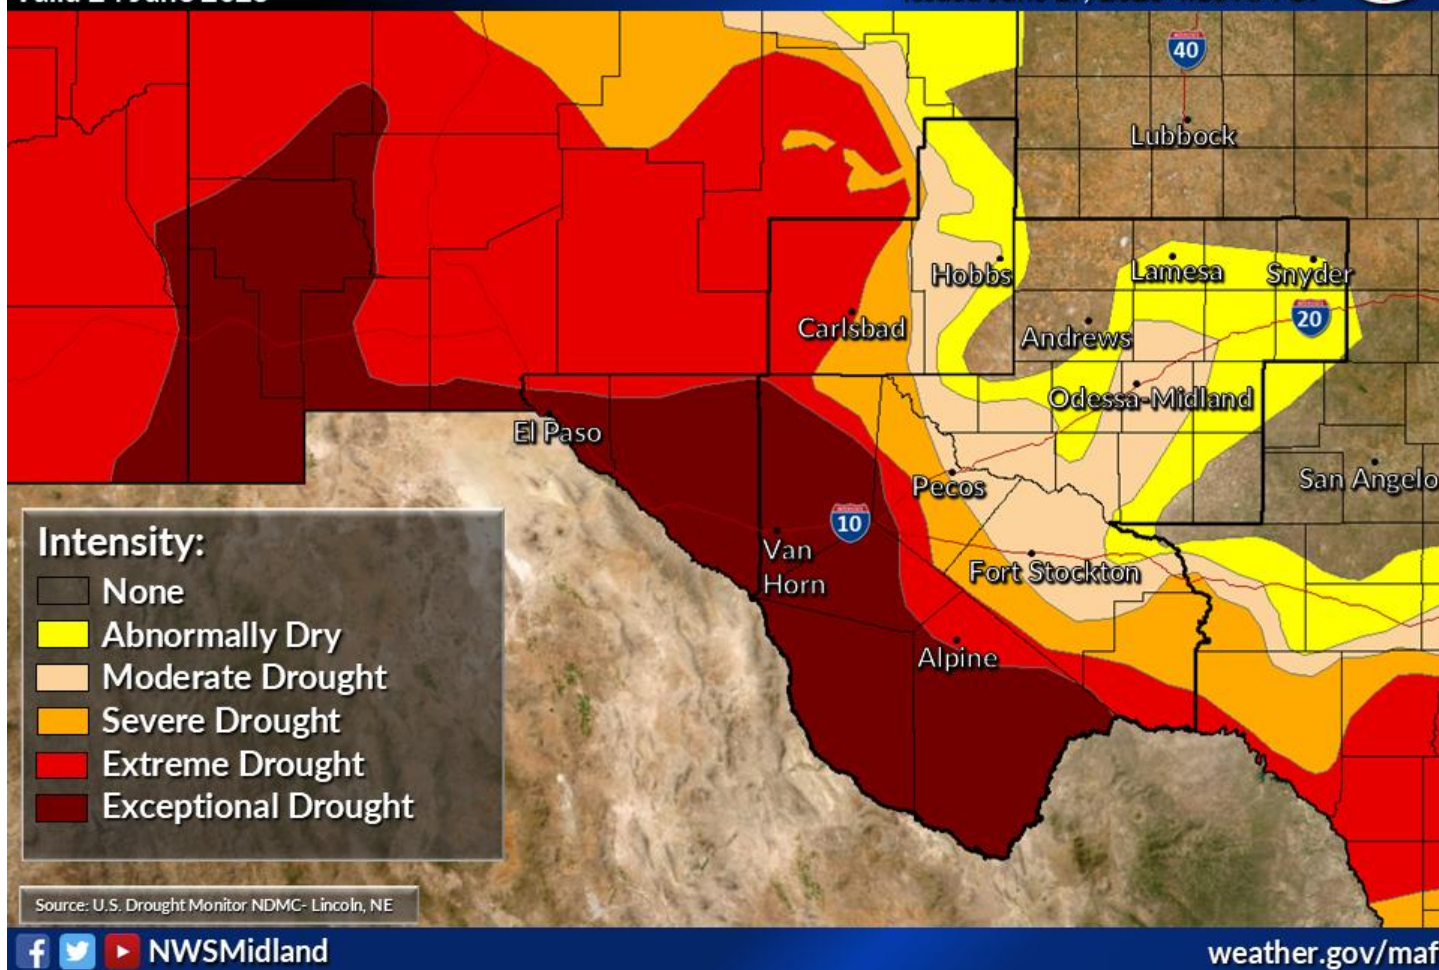 40
Lubbock
Hobbs
Lamesa
Snyder
20
Carlsbad
Andrews
Odessa-Midland
El Paso
Pecos
San Angelo
10
Van
Horn
Fort Stockton
Alpine
Intensity:
None
Abnormally Dry
Moderate Drought
Severe Drought
Extreme Drought
Exceptional Drought
Source: U.S. Drought Monitor NDMC- Lincoln, NE
NWSMidland
weather.gov/maf